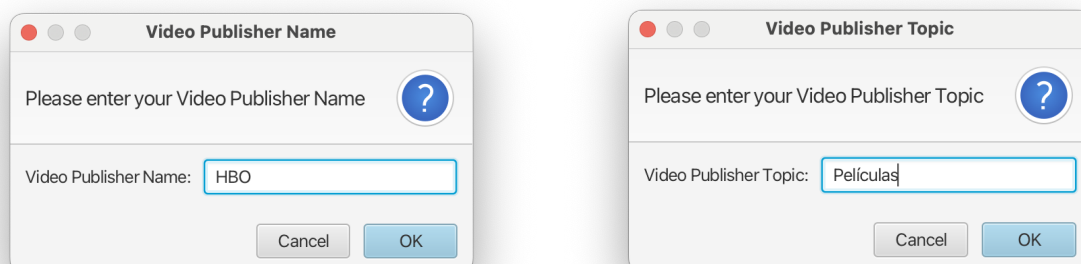 Video Publisher Name
Please enter your Video Publisher Name
?
Video Publisher Name: HBO
Cancel OK
Video Publisher Topic
Please enter your Video Publisher Topic
?
Video Publisher Topic: Películas
Cancel OK